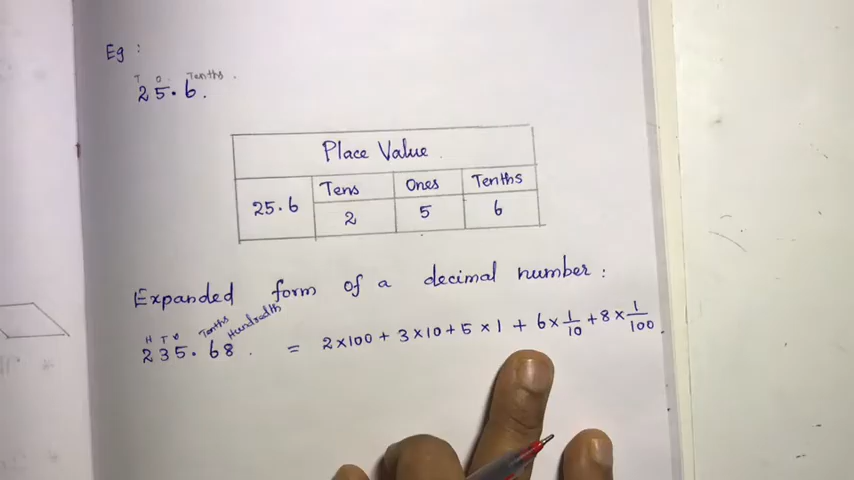 Eg :
T O Tenths .
25.6.
Place Value
Tens Ones Tenths
25.6 2 5 6
Expanded form of a decimal number :
H T O Tenths Hundredth
235.68 . = 2×100 + 3×10 + 5×1 + 6×1/10 + 8×1/100.